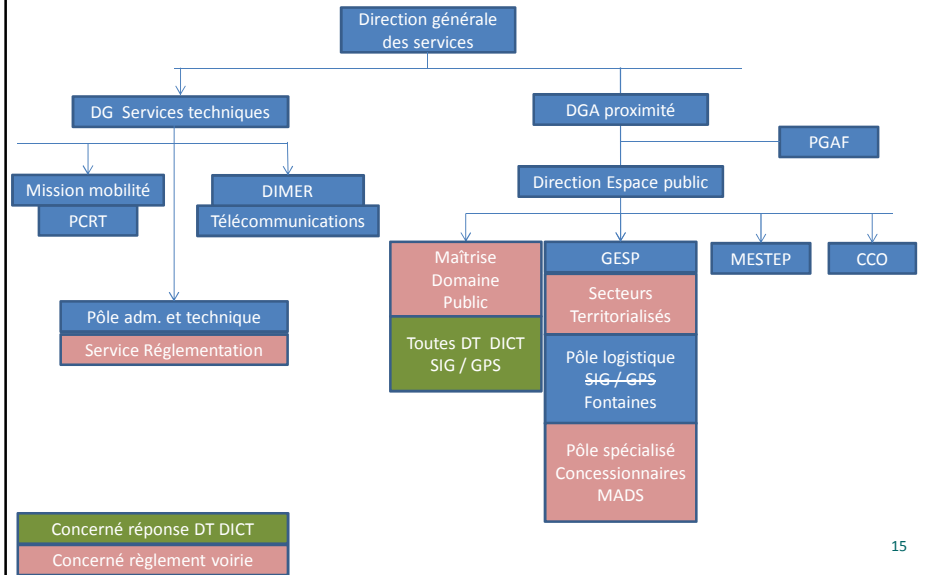 Direction générale
des services
DG Services techniques
DGA proximité
PGAF
Mission mobilité
PCRT
DIMER
Télécommunications
Direction Espace public
Maîtrise
Domaine
Public
Toutes DT DICT
SIG / GPS
GESP
Secteurs
Territorialisés
Pôle logistique
SIG / GPS
Fontaines
Pôle spécialisé
Concessionnaires
MADS
MESTEP
CCO
Pôle adm. et technique
Service Réglementation
Concerné réponse DT DICT
Concerné règlement voirie
15